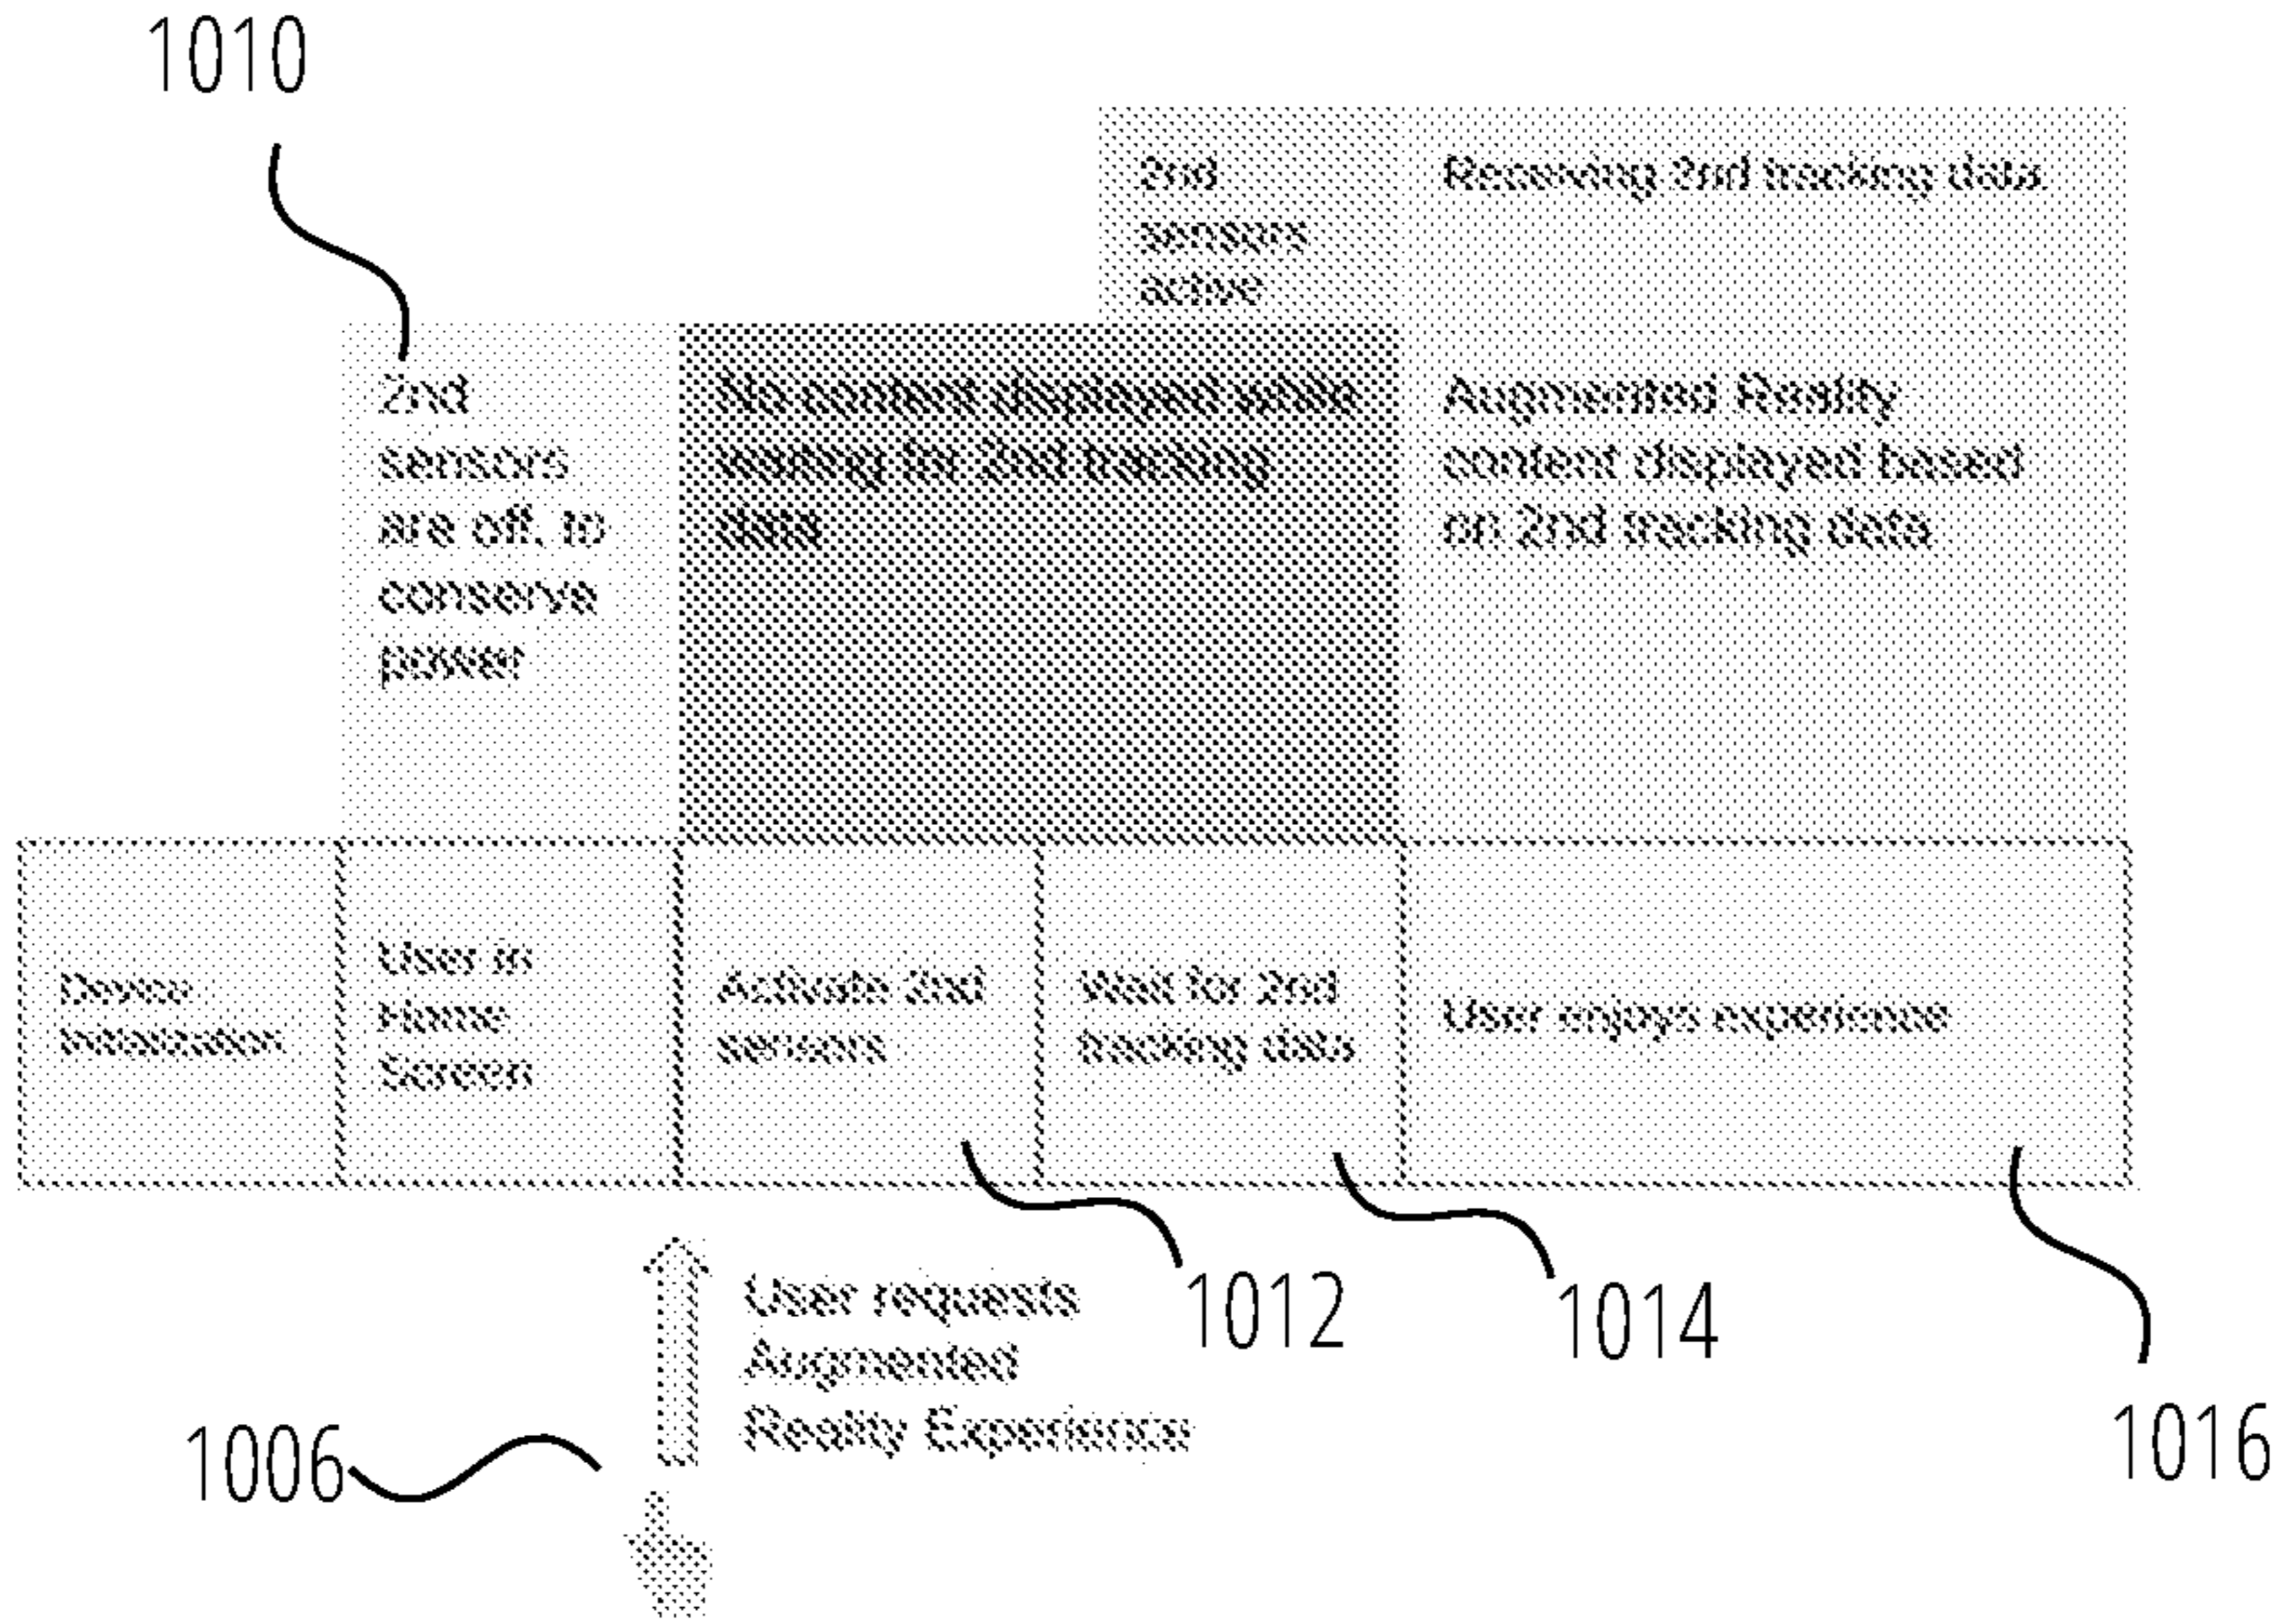 1010
2nd
sensors
active
Receiving 2nd tracking data
2nd
sensors
are off, to
conserve
power
No content displayed while
waiting for 2nd tracking
data
Augmented Reality
content displayed based
on 2nd tracking data
Device
Initialization
User in
Home
Screen
Activate 2nd
sensors
Wait for 2nd
tracking data
User enjoys experience
User requests
Augmented
Reality Experience
1012
1014
1006
1016